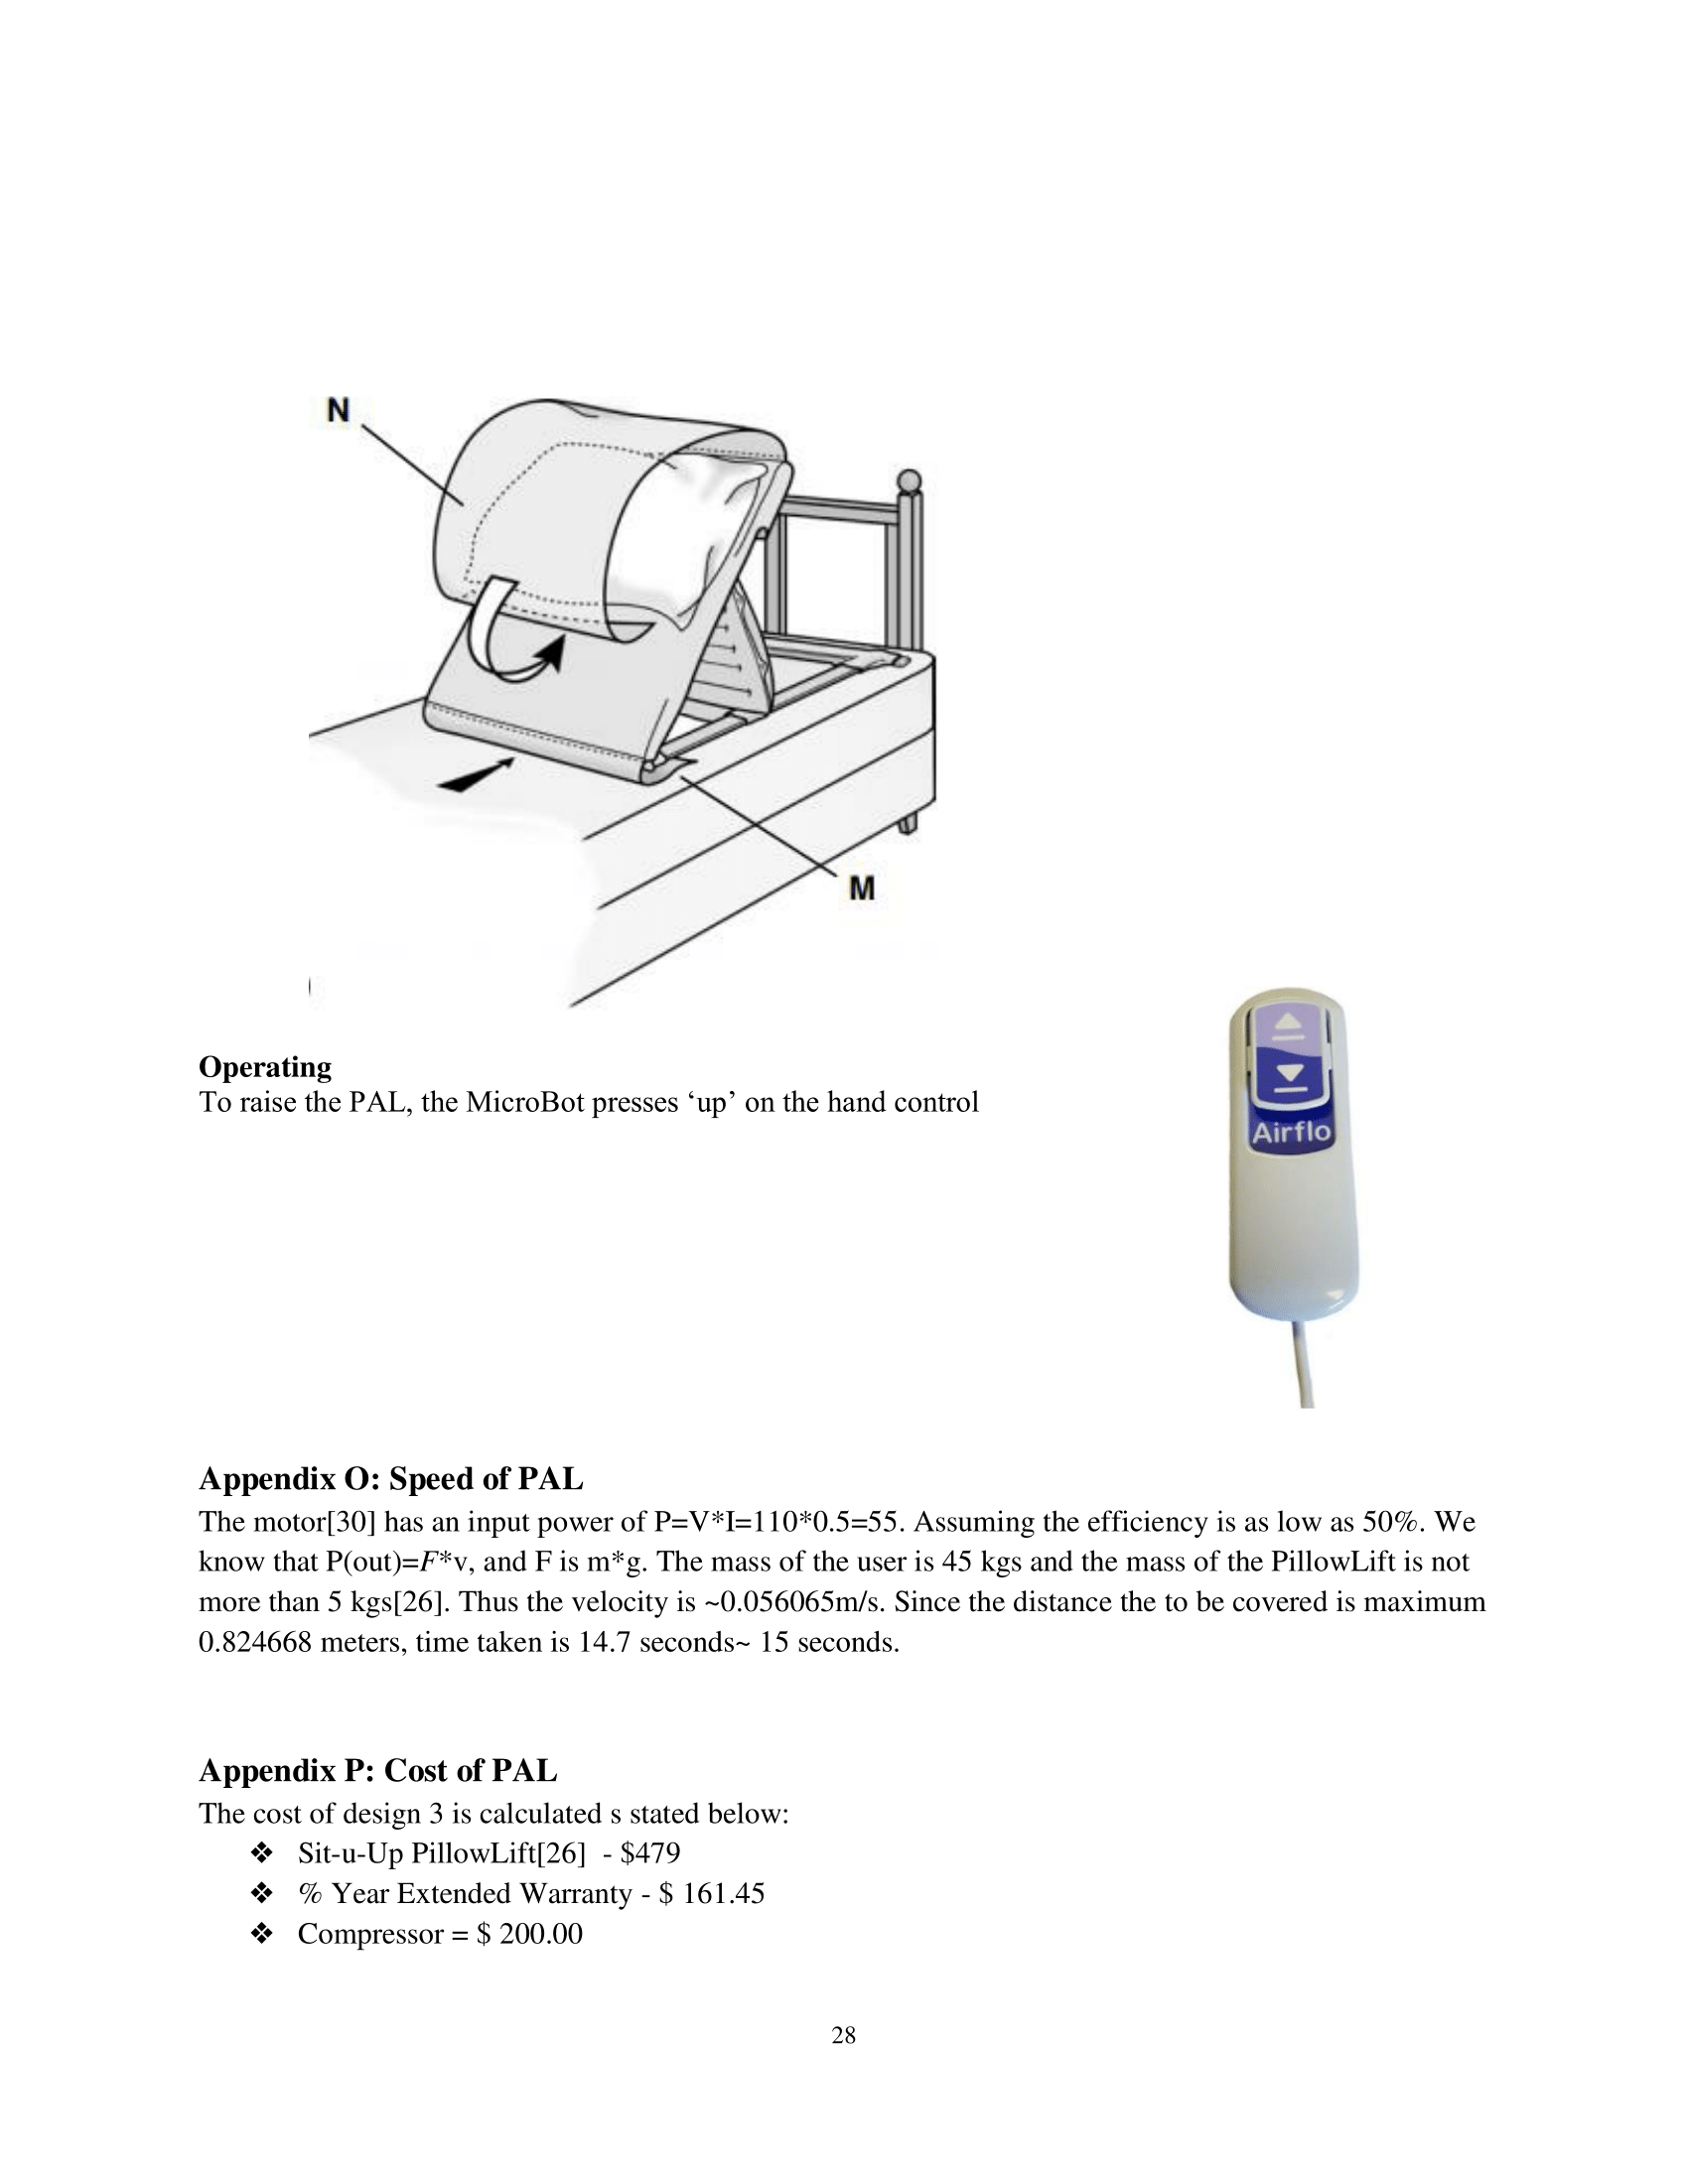 N
M
Operating
To raise the PAL, the MicroBot presses ‘up’ on the hand control
Airflo
Appendix O: Speed of PAL
The motor[30] has an input power of P=V*I=110*0.5=55. Assuming the efficiency is as low as 50%. We
know that P(out)=F*v, and F is m*g. The mass of the user is 45 kgs and the mass of the PillowLift is not
more than 5 kgs[26]. Thus the velocity is ~0.056065m/s. Since the distance the to be covered is maximum
0.824668 meters, time taken is 14.7 seconds~ 15 seconds.
Appendix P: Cost of PAL
The cost of design 3 is calculated s stated below:
❖ Sit-u-Up PillowLift[26]  - $479
❖ % Year Extended Warranty - $ 161.45
❖ Compressor = $ 200.00
28